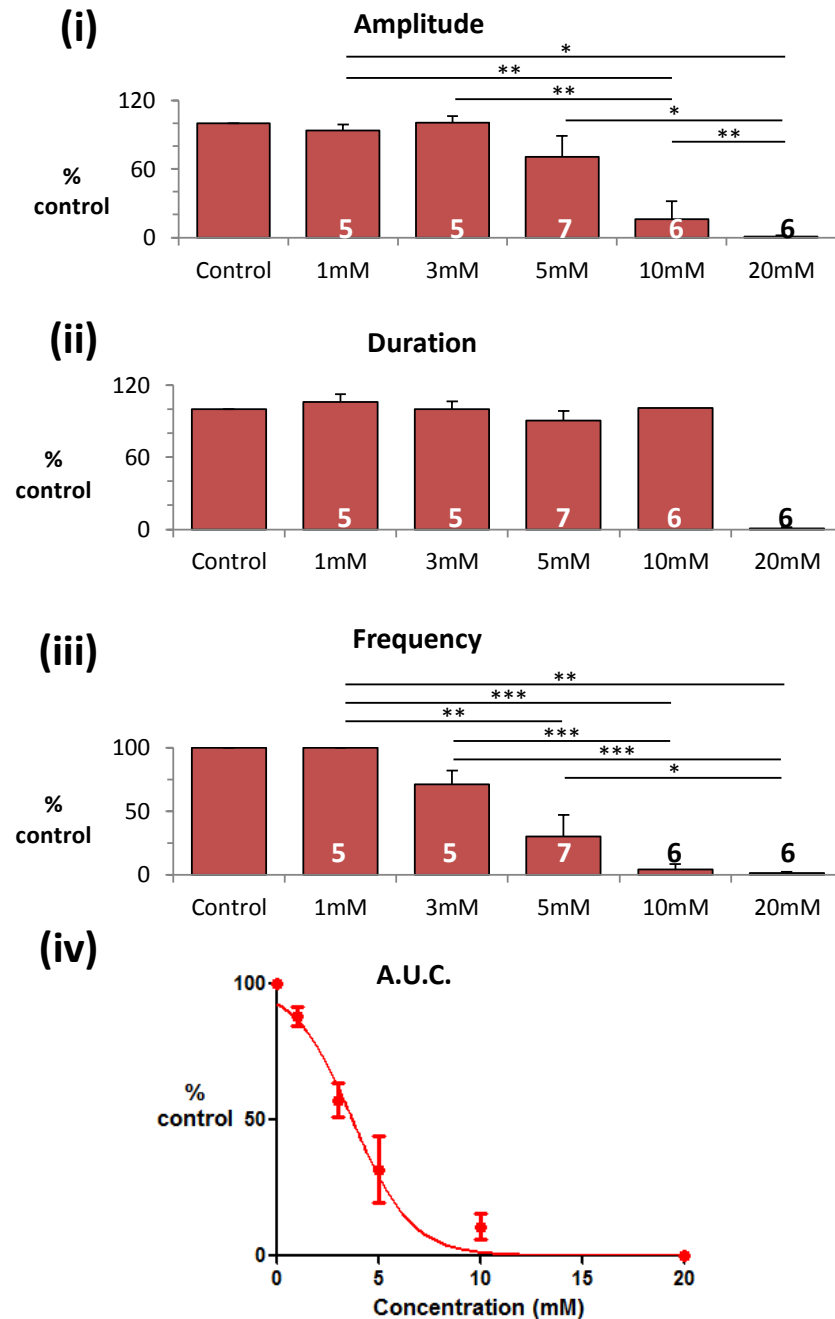 (i)
Amplitude
*
**
**
*
**
120
60
0
%
control
5
5
7
6
6
Control 1mM 3mM 5mM 10mM 20mM
(ii)
Duration
120
60
0
%
control
5
5
7
6
6
Control 1mM 3mM 5mM 10mM 20mM
(iii)
Frequency
**
***
**
***
***
*
100
50
0
%
control
5
5
7
6
6
Control 1mM 3mM 5mM 10mM 20mM
(iv)
A.U.C.
100
50
0
%
control
0 5 10 15 20
Concentration (mM)